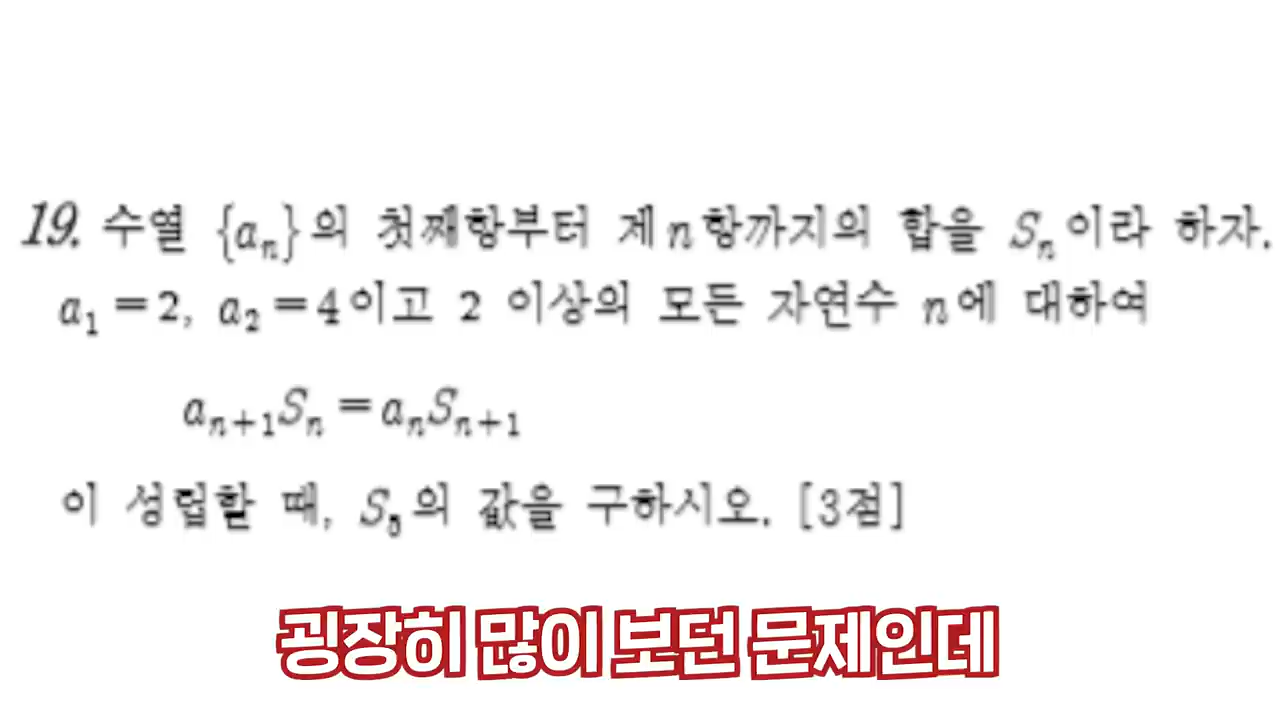 19. 수열 {aₙ}의 첫째항부터 제n항까지의 합을 Sₙ이라 하자.
a₁=2, a₂=4이고 2 이상의 모든 자연수 n에 대하여
aₙ₊₁Sₙ=aₙSₙ₊₁
이 성립할 때, S₅의 값을 구하시오. [3점]
굉장히 많이 보던 문제인데